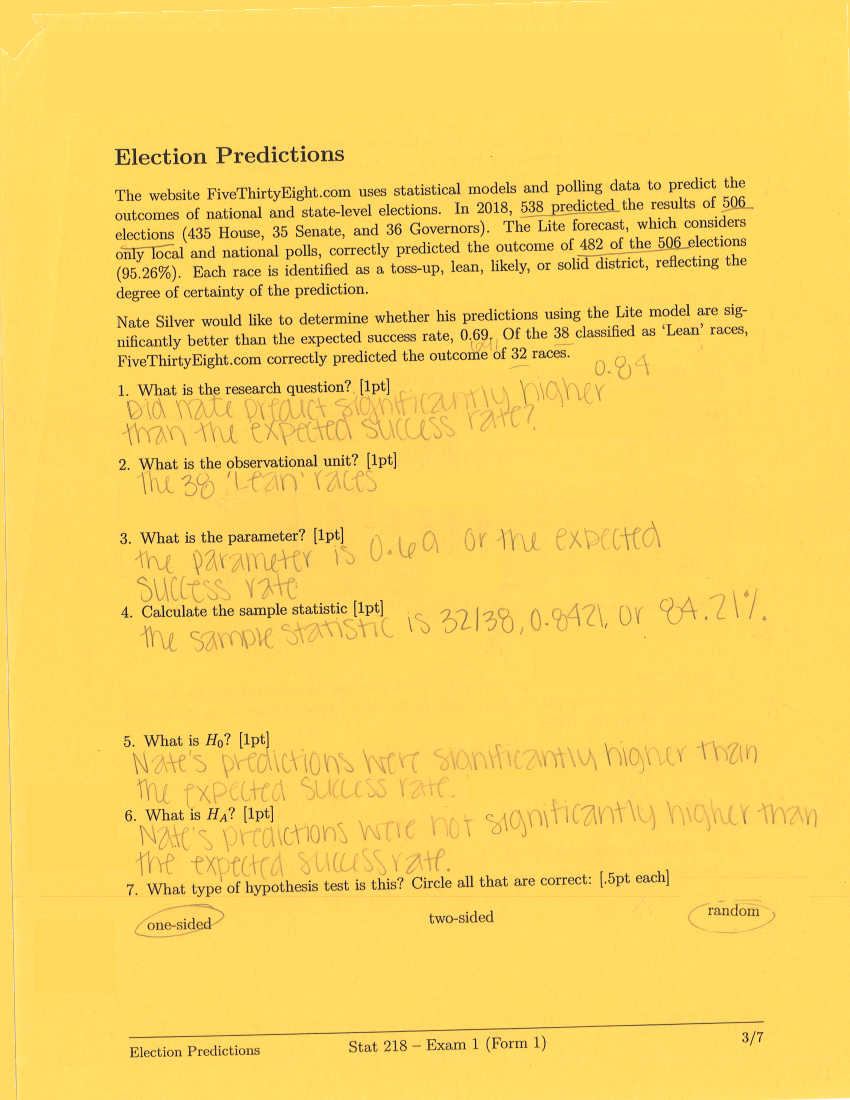 Election Predictions
The website FiveThirtyEight.com uses statistical models and polling data to predict the
outcomes of national and state-level elections. In 2018, 538 predicted the results of 506
elections (435 House, 35 Senate, and 36 Governors). The Lite forecast, which considers
only local and national polls, correctly predicted the outcome of 482 of the 506 elections
(95.26%). Each race is identified as a toss-up, lean, likely, or solid district, reflecting the
degree of certainty of the prediction.
Nate Silver would like to determine whether his predictions using the Lite model are sig-
nificantly better than the expected success rate, 0.69. Of the 38 classified as 'Lean' races,
FiveThirtyEight.com correctly predicted the outcome of 32 races.
0.84
1. What is the research question? [1pt]
Did nate predict significantly higher
than the expected success rate?
2. What is the observational unit? [1pt]
the 38 'Lean' races
3. What is the parameter? [1pt]
the parameter is 0.69 or the expected
success rate
4. Calculate the sample statistic [1pt]
the sample statistic is 32/38, 0.8421, or 84.21%.
5. What is H₀? [1pt]
Nate's predictions were significantly higher than
the expected success rate.
6. What is H_A? [1pt]
Nate's predictions were not significantly higher than
the expected success rate.
7. What type of hypothesis test is this? Circle all that are correct: [.5pt each]
one-sided two-sided random
Election Predictions Stat 218 – Exam 1 (Form 1) 3/7